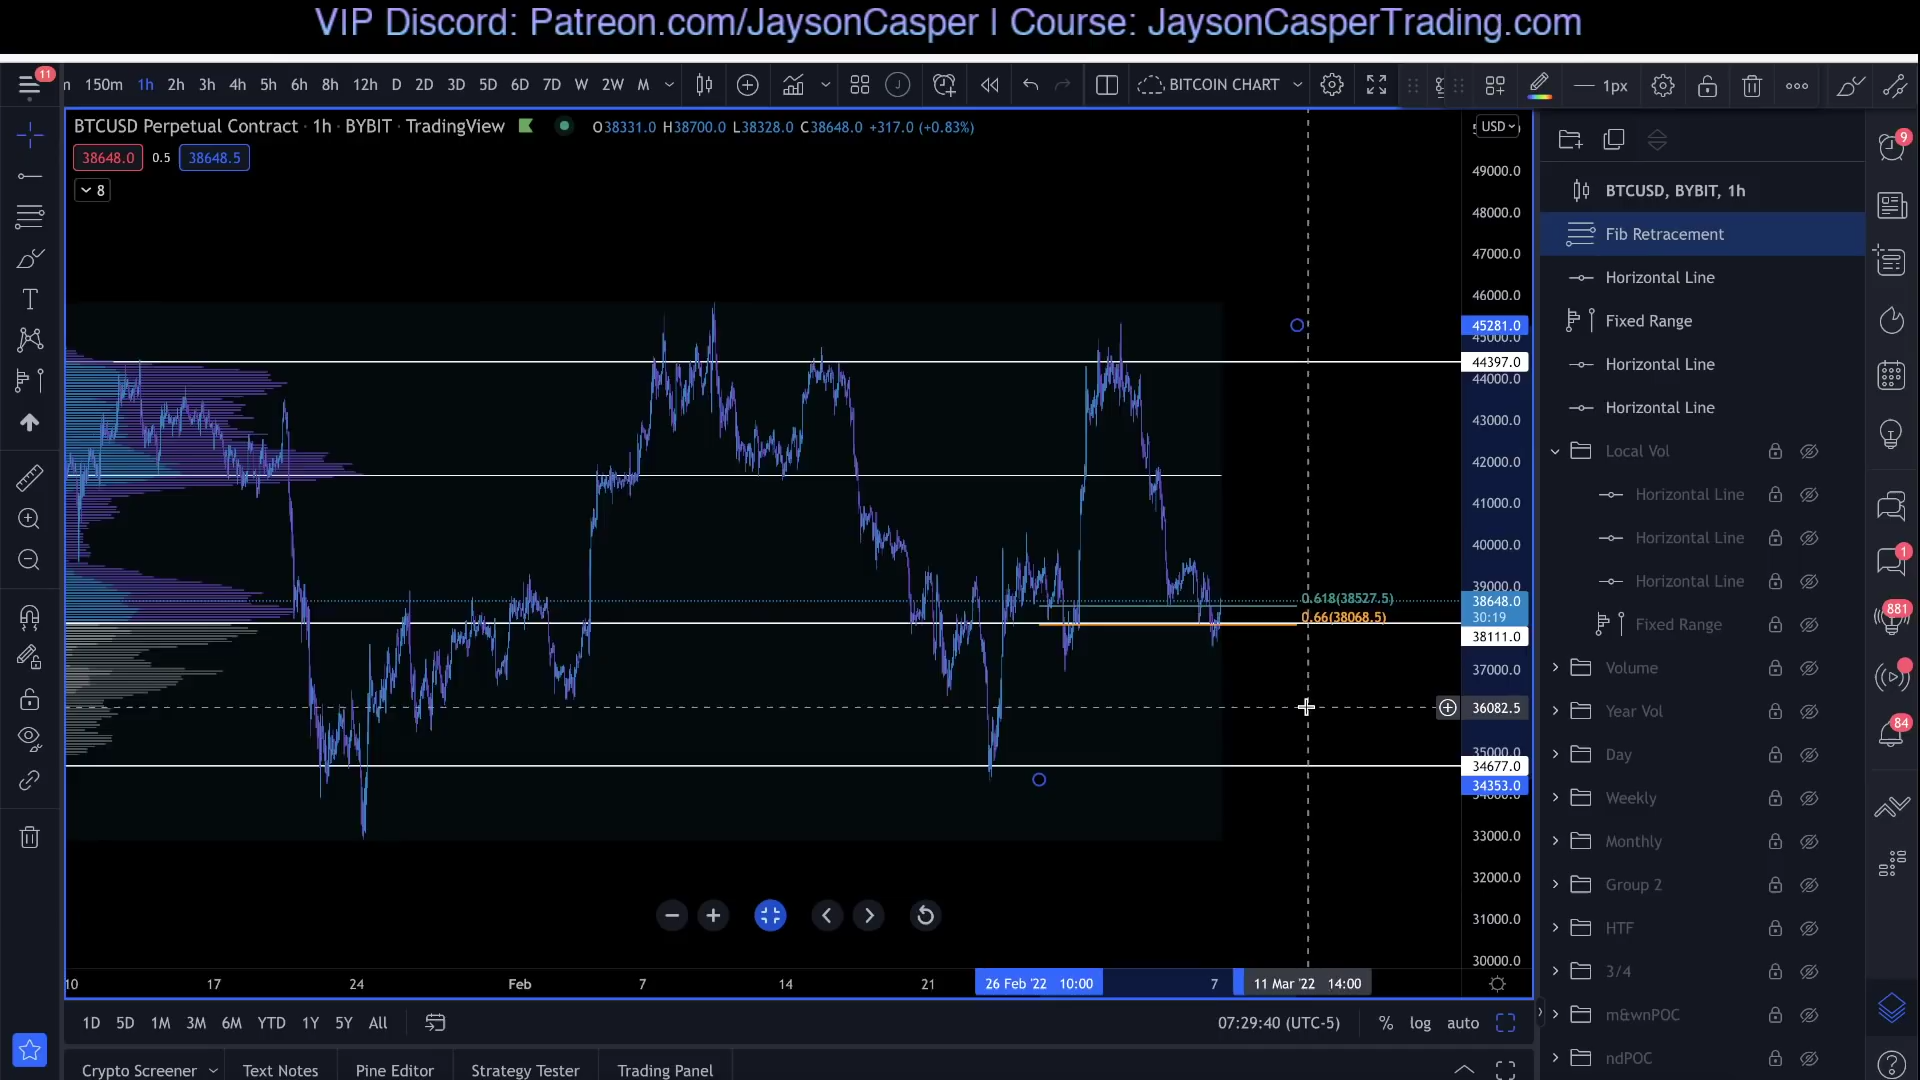 VIP Discord: Patreon.com/JaysonCasper | Course: JaysonCasperTrading.com
11
150m 1h 2h 3h 4h 5h 6h 8h 12h D 2D 3D 5D 6D 7D W 2W M
J
BITCOIN CHART
1px
BTCUSD Perpetual Contract · 1h · BYBIT · TradingView
O38331.0 H38700.0 L38328.0 C38648.0 +317.0 (+0.83%)
USD
38648.0 0.5 38648.5
8
49000.0
48000.0
47000.0
46000.0
45281.0
45000.0
44397.0
44000.0
43000.0
42000.0
41000.0
40000.0
39000.0
0.618(38527.5)
38648.0
30:19
0.66(38068.5)
38111.0
37000.0
36082.5
35000.0
34677.0
34353.0
34000.0
33000.0
32000.0
31000.0
30000.0
10 17 24 Feb 7 14 21 26 Feb '22 10:00 7 11 Mar '22 14:00
1D 5D 1M 3M 6M YTD 1Y 5Y All
07:29:40 (UTC-5) % log auto
Crypto Screener Text Notes Pine Editor Strategy Tester Trading Panel
BTCUSD, BYBIT, 1h
Fib Retracement
Horizontal Line
Fixed Range
Horizontal Line
Horizontal Line
Local Vol
Horizontal Line
Horizontal Line
Horizontal Line
Fixed Range
Volume
Year Vol
Day
Weekly
Monthly
Group 2
HTF
3/4
m&wnPOC
ndPOC
9
1
881
84